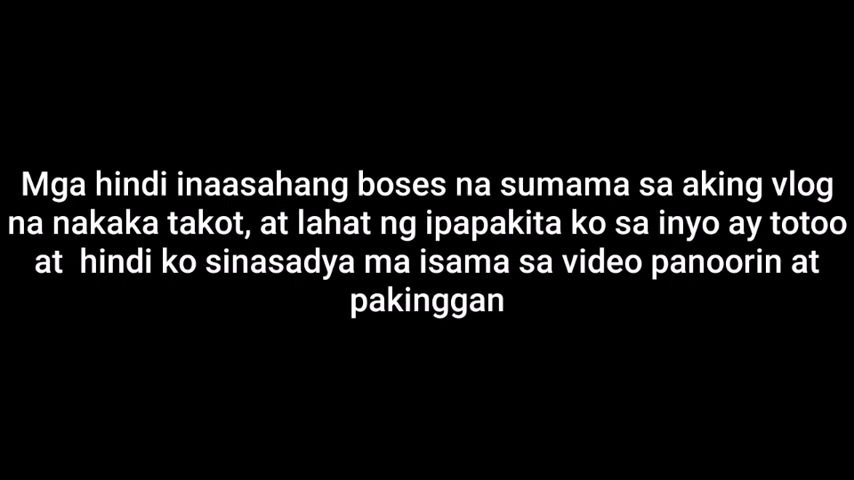 Mga hindi inaasahang boses na sumama sa aking vlog
na nakaka takot, at lahat ng ipapakita ko sa inyo ay totoo
at  hindi ko sinasadya ma isama sa video panoorin at
pakinggan